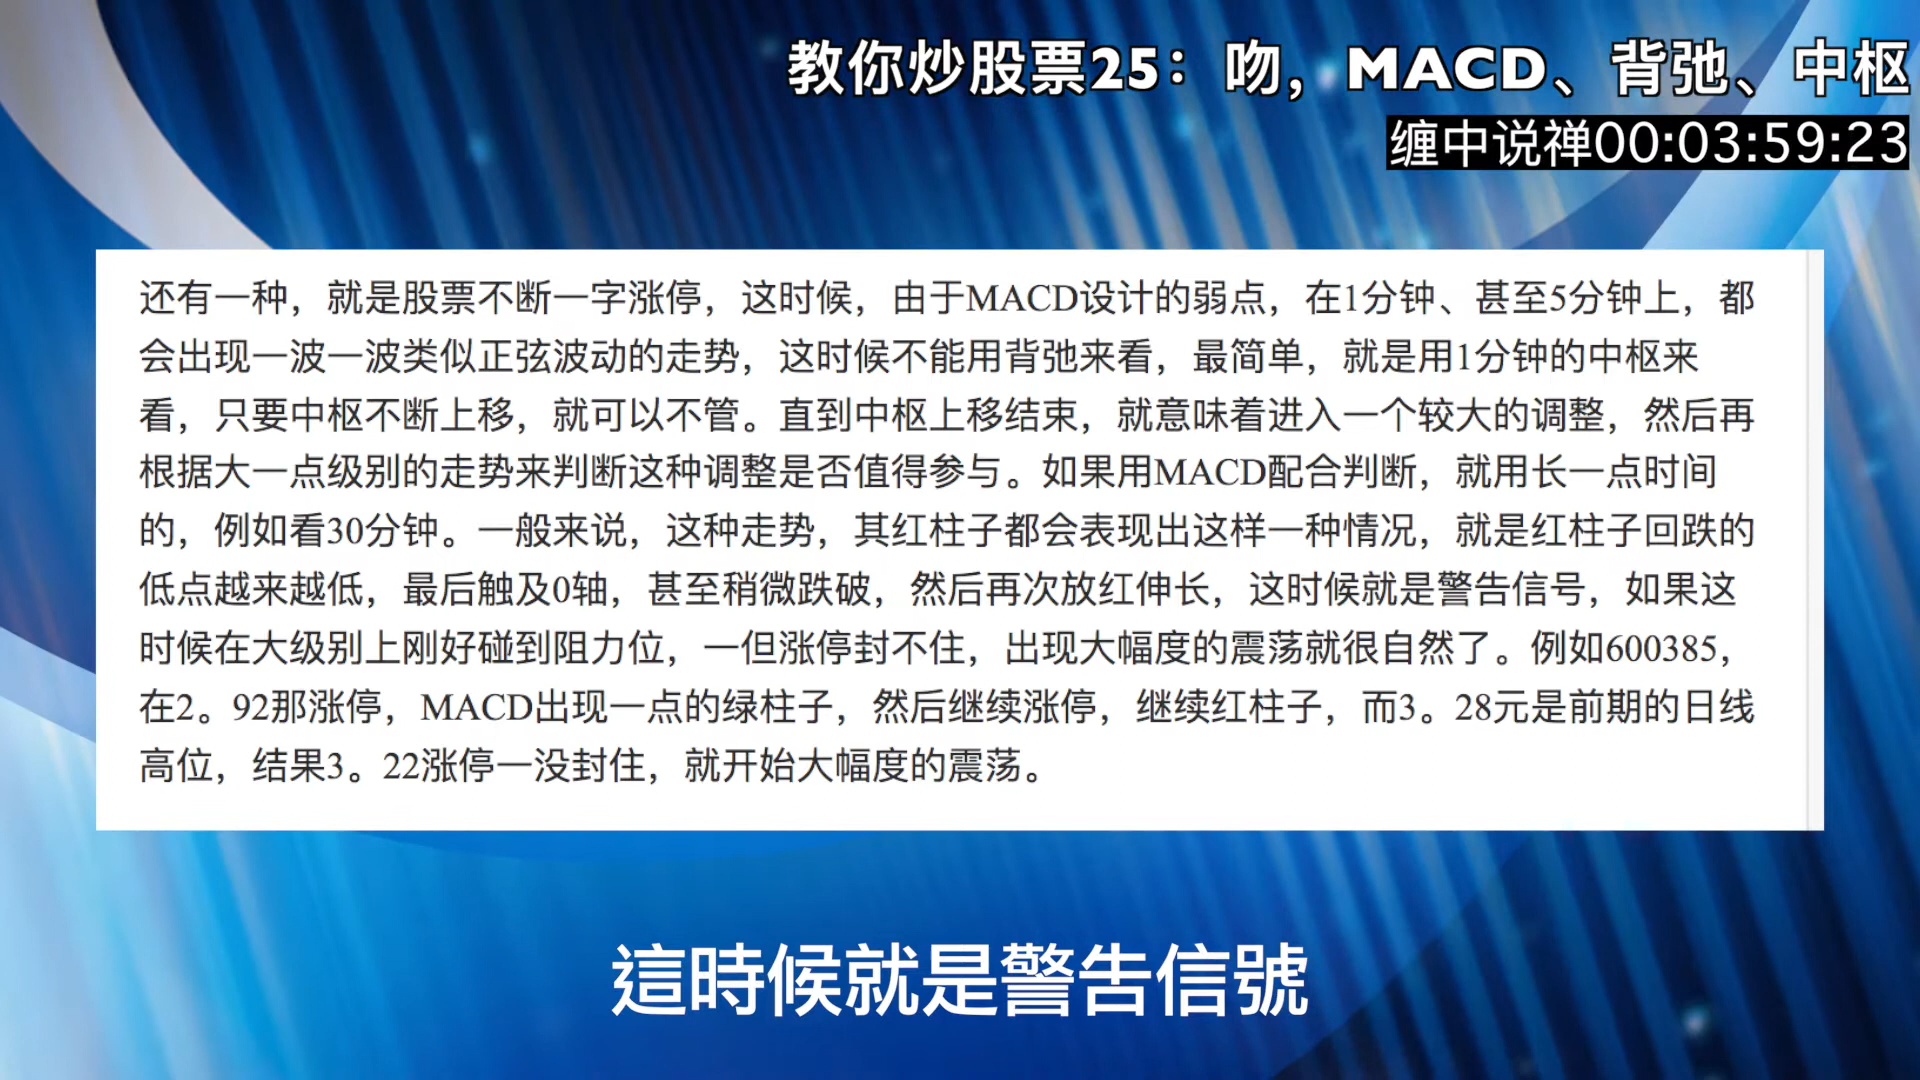 教你炒股票25：吻，MACD、背弛、中枢
缠中说禅00:03:59:23
还有一种，就是股票不断一字涨停，这时候，由于MACD设计的弱点，在1分钟、甚至5分钟上，都
会出现一波一波类似正弦波动的走势，这时候不能用背弛来看，最简单，就是用1分钟的中枢来
看，只要中枢不断上移，就可以不管。直到中枢上移结束，就意味着进入一个较大的调整，然后再
根据大一点级别的走势来判断这种调整是否值得参与。如果用MACD配合判断，就用长一点时间
的，例如看30分钟。一般来说，这种走势，其红柱子都会表现出这样一种情况，就是红柱子回跌的
低点越来越低，最后触及0轴，甚至稍微跌破，然后再次放红伸长，这时候就是警告信号，如果这
时候在大级别上刚好碰到阻力位，一但涨停封不住，出现大幅度的震荡就很自然了。例如600385，
在2。92那涨停，MACD出现一点的绿柱子，然后继续涨停，继续红柱子，而3。28元是前期的日线
高位，结果3。22涨停一没封住，就开始大幅度的震荡。
這時候就是警告信號